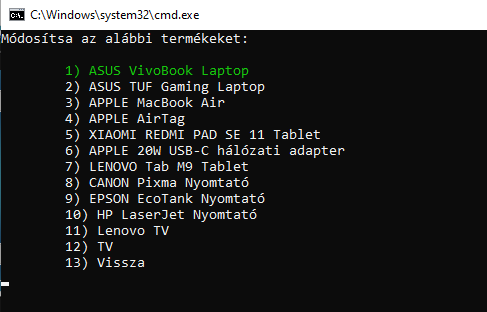 C:\Windows\system32\cmd.exe
Módosítsa az alábbi termékeket:
1) ASUS VivoBook Laptop
2) ASUS TUF Gaming Laptop
3) APPLE MacBook Air
4) APPLE AirTag
5) XIAOMI REDMI PAD SE 11 Tablet
6) APPLE 20W USB-C hálózati adapter
7) LENOVO Tab M9 Tablet
8) CANON Pixma Nyomtató
9) EPSON EcoTank Nyomtató
10) HP LaserJet Nyomtató
11) Lenovo TV
12) TV
13) Vissza